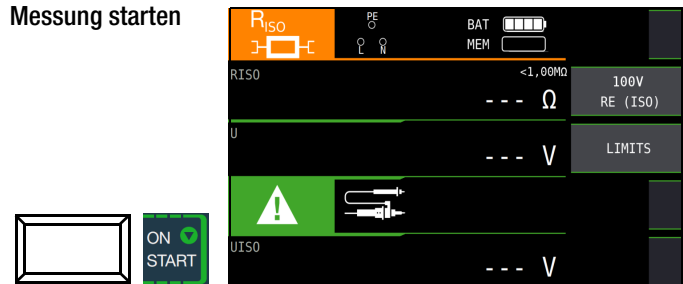 Messung starten
RISO
PE
L N
BAT
MEM
RISO
<1,00MΩ
--- Ω
100V
RE (ISO)
U
--- V
LIMITS
!
ON
START
UISO
--- V